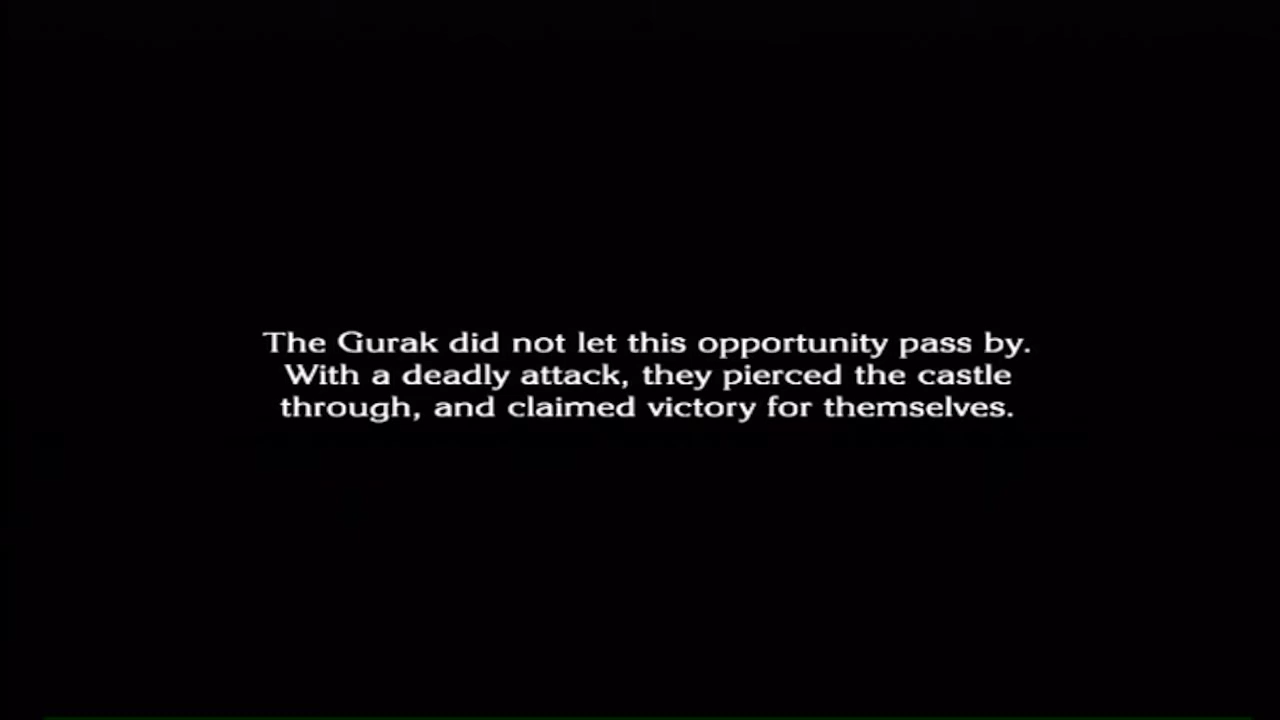 The Gurak did not let this opportunity pass by.
With a deadly attack, they pierced the castle
through, and claimed victory for themselves.